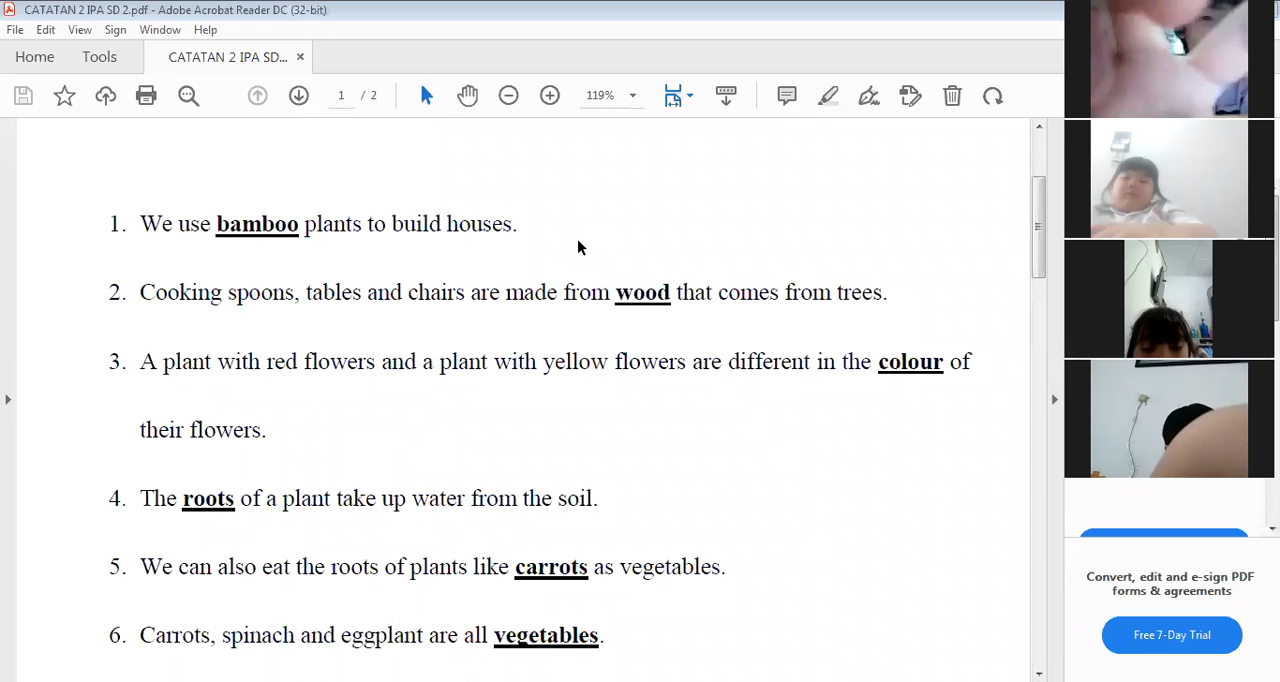 CATATAN 2 IPA SD 2.pdf - Adobe Acrobat Reader DC (32-bit)
File Edit View Sign Window Help
Home Tools CATATAN 2 IPA SD... ×
1 / 2 119%
1. We use bamboo plants to build houses.
2. Cooking spoons, tables and chairs are made from wood that comes from trees.
3. A plant with red flowers and a plant with yellow flowers are different in the colour of
their flowers.
4. The roots of a plant take up water from the soil.
5. We can also eat the roots of plants like carrots as vegetables.
6. Carrots, spinach and eggplant are all vegetables.
Convert, edit and e-sign PDF
forms & agreements
Free 7-Day Trial